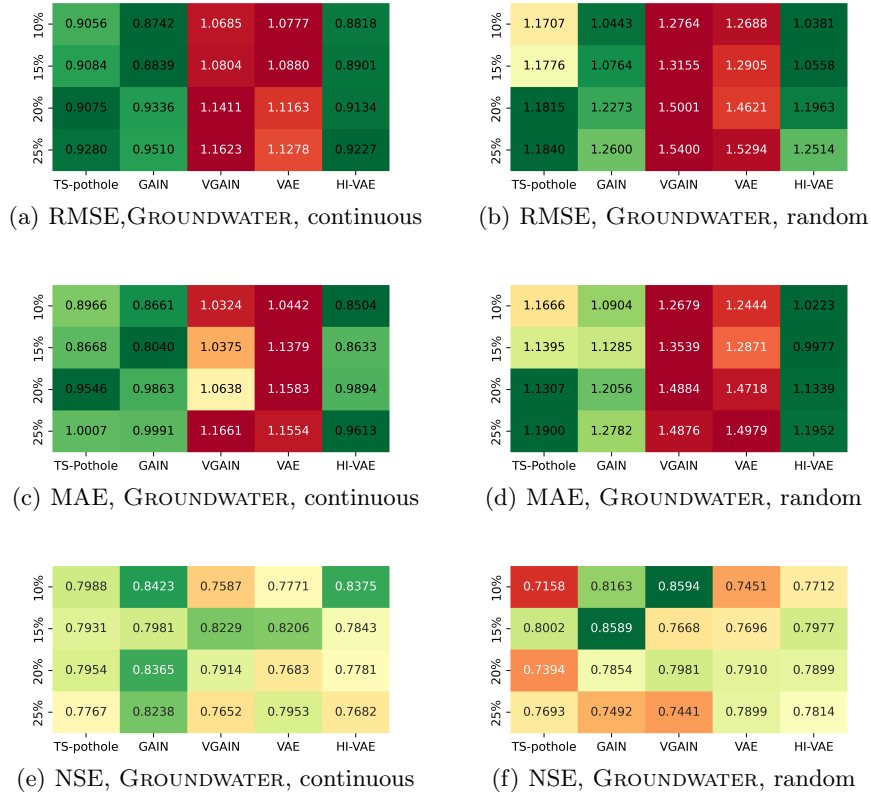 10% 0.9056 0.8742 1.0685 1.0777 0.8818
15% 0.9084 0.8839 1.0804 1.0880 0.8901
20% 0.9075 0.9336 1.1411 1.1163 0.9134
25% 0.9280 0.9510 1.1623 1.1278 0.9227
TS-pothole GAIN VGAIN VAE HI-VAE
(a) RMSE,GROUNDWATER, continuous
10% 1.1707 1.0443 1.2764 1.2688 1.0381
15% 1.1776 1.0764 1.3155 1.2905 1.0558
20% 1.1815 1.2273 1.5001 1.4621 1.1963
25% 1.1840 1.2600 1.5400 1.5294 1.2514
TS-pothole GAIN VGAIN VAE HI-VAE
(b) RMSE, GROUNDWATER, random
10% 0.8966 0.8661 1.0324 1.0442 0.8504
15% 0.8668 0.8040 1.0375 1.1379 0.8633
20% 0.9546 0.9863 1.0638 1.1583 0.9894
25% 1.0007 0.9991 1.1661 1.1554 0.9613
TS-Pothole GAIN VGAIN VAE HI-VAE
(c) MAE, GROUNDWATER, continuous
10% 1.1666 1.0904 1.2679 1.2444 1.0223
15% 1.1395 1.1285 1.3539 1.2871 0.9977
20% 1.1307 1.2056 1.4884 1.4718 1.1339
25% 1.1900 1.2782 1.4876 1.4979 1.1952
TS-Pothole GAIN VGAIN VAE HI-VAE
(d) MAE, GROUNDWATER, random
10% 0.7988 0.8423 0.7587 0.7771 0.8375
15% 0.7931 0.7981 0.8229 0.8206 0.7843
20% 0.7954 0.8365 0.7914 0.7683 0.7781
25% 0.7767 0.8238 0.7652 0.7953 0.7682
TS-pothole GAIN VGAIN VAE HI-VAE
(e) NSE, GROUNDWATER, continuous
10% 0.7158 0.8163 0.8594 0.7451 0.7712
15% 0.8002 0.8589 0.7668 0.7696 0.7977
20% 0.7394 0.7854 0.7981 0.7910 0.7899
25% 0.7693 0.7492 0.7441 0.7899 0.7814
TS-pothole GAIN VGAIN VAE HI-VAE
(f) NSE, GROUNDWATER, random